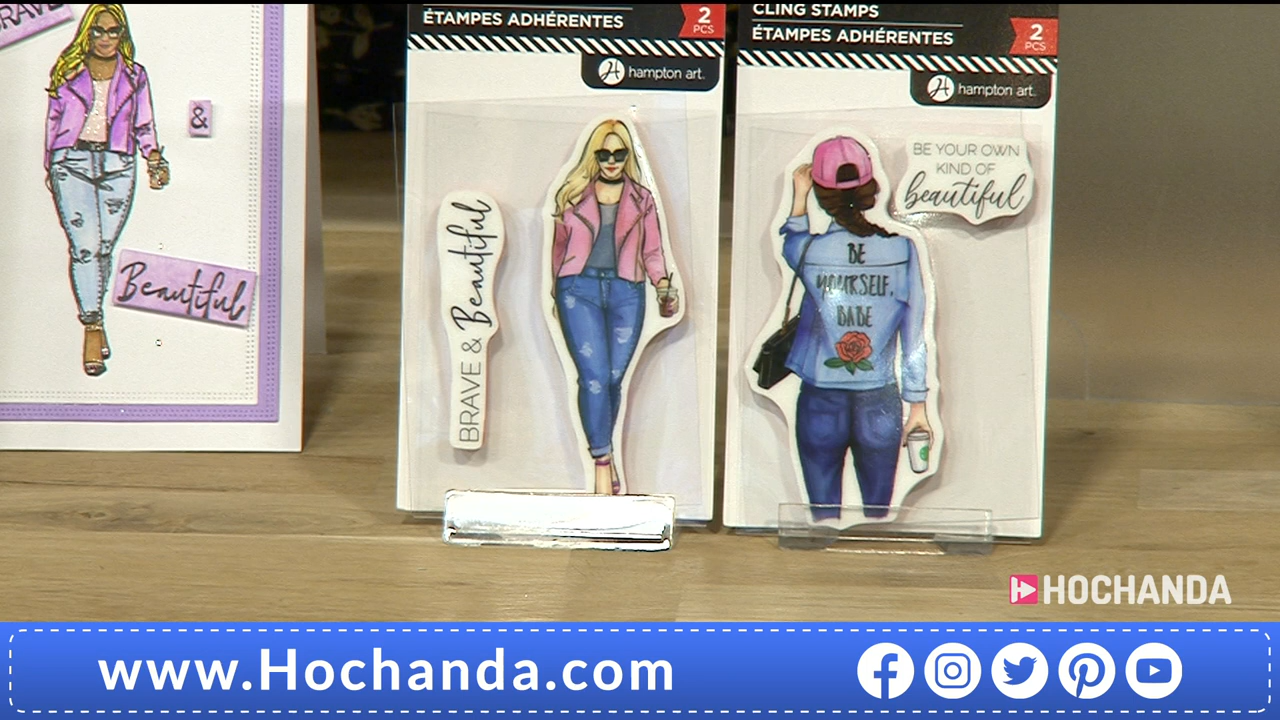 BRAVE
&
Beautiful
ÉTAMPES ADHÉRENTES
2
PCS
hampton art.
BRAVE & Beautiful
CLING STAMPS
ÉTAMPES ADHÉRENTES
2
PCS
hampton art.
BE YOUR OWN
KIND OF
beautiful
BE
YOURSELF,
BABE
HOCHANDA
www.Hochanda.com